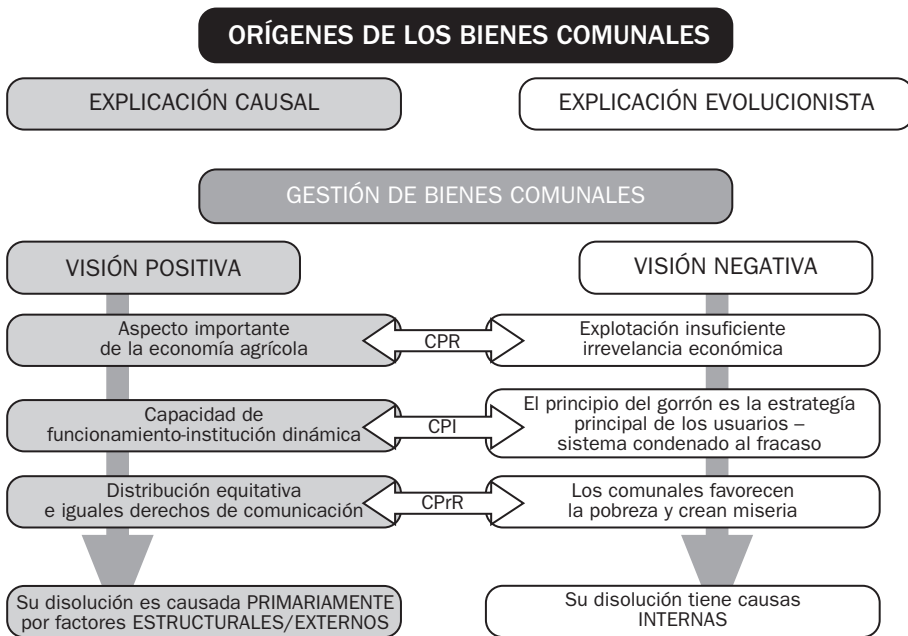 ORÍGENES DE LOS BIENES COMUNALES
EXPLICACIÓN CAUSAL
EXPLICACIÓN EVOLUCIONISTA
GESTIÓN DE BIENES COMUNALES
VISIÓN POSITIVA
VISIÓN NEGATIVA
Aspecto importante
de la economía agrícola
CPR
Explotación insuficiente
irrevelancia económica
Capacidad de
funcionamiento-institución dinámica
CPI
El principio del gorrón es la estrategía
principal de los usuarios –
sistema condenado al fracaso
Distribución equitativa
e iguales derechos de comunicación
CPrR
Los comunales favorecen
la pobreza y crean miseria
Su disolución es causada PRIMARIAMENTE
por factores ESTRUCTURALES/EXTERNOS
Su disolución tiene causas
INTERNAS